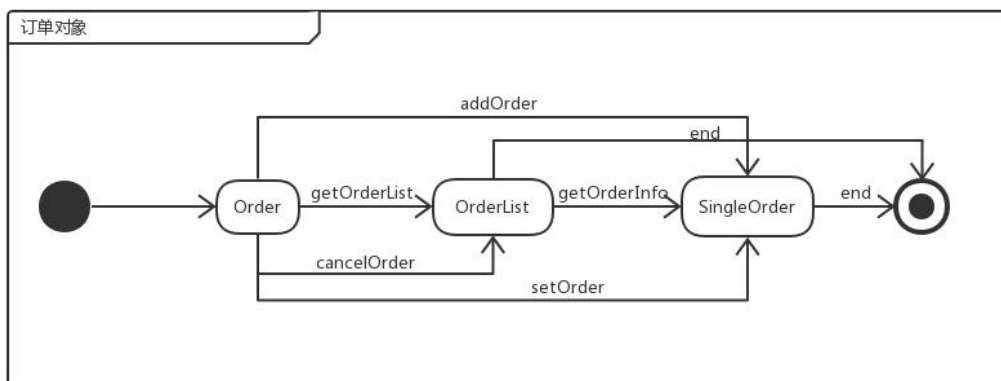 订单对象
addOrder
end
Order
getOrderList
OrderList
getOrderInfo
SingleOrder
end
cancelOrder
setOrder